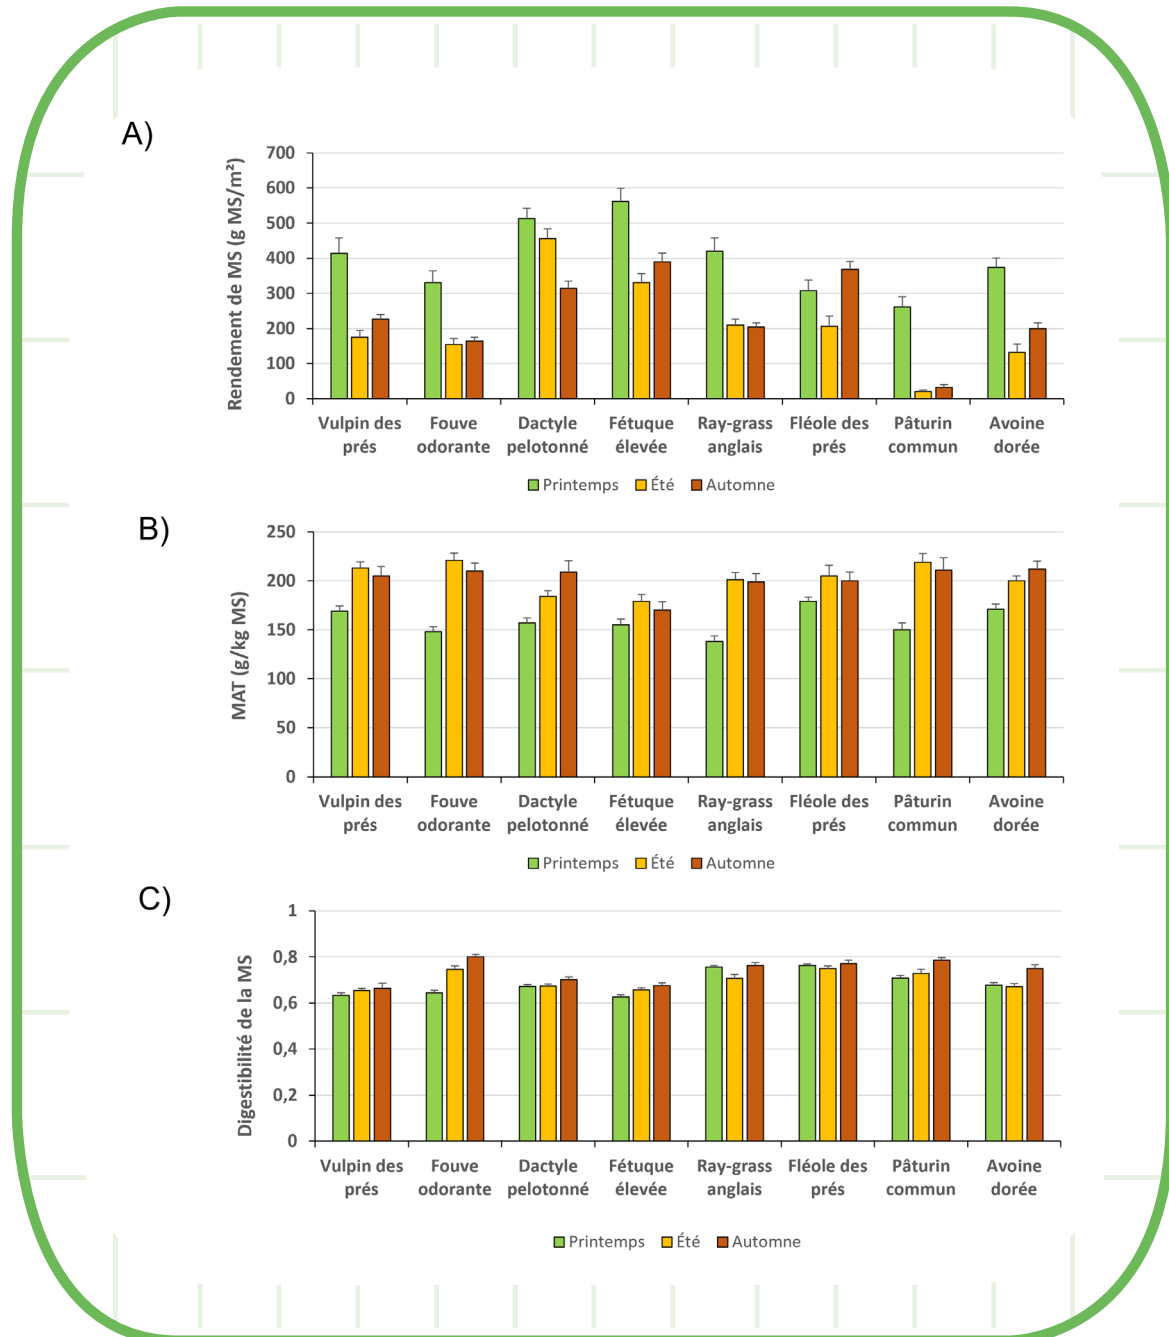 A)
Rendement de MS (g MS/m²)
700
600
500
400
300
200
100
0
Vulpin des Fouve Dactyle Fétuque Ray-grass Fléole des Pâturin Avoine
prés odorante pelotonné élevée anglais prés commun dorée
Printemps Été Automne
B)
MAT (g/kg MS)
250
200
150
100
50
0
Vulpin des Fouve Dactyle Fétuque Ray-grass Fléole des Pâturin Avoine
prés odorante pelotonné élevée anglais prés commun dorée
Printemps Été Automne
C)
Digestibilité de la MS
1
0,8
0,6
0,4
0,2
0
Vulpin des Fouve Dactyle Fétuque Ray-grass Fléole des Pâturin Avoine
prés odorante pelotonné élevée anglais prés commun dorée
Printemps Été Automne